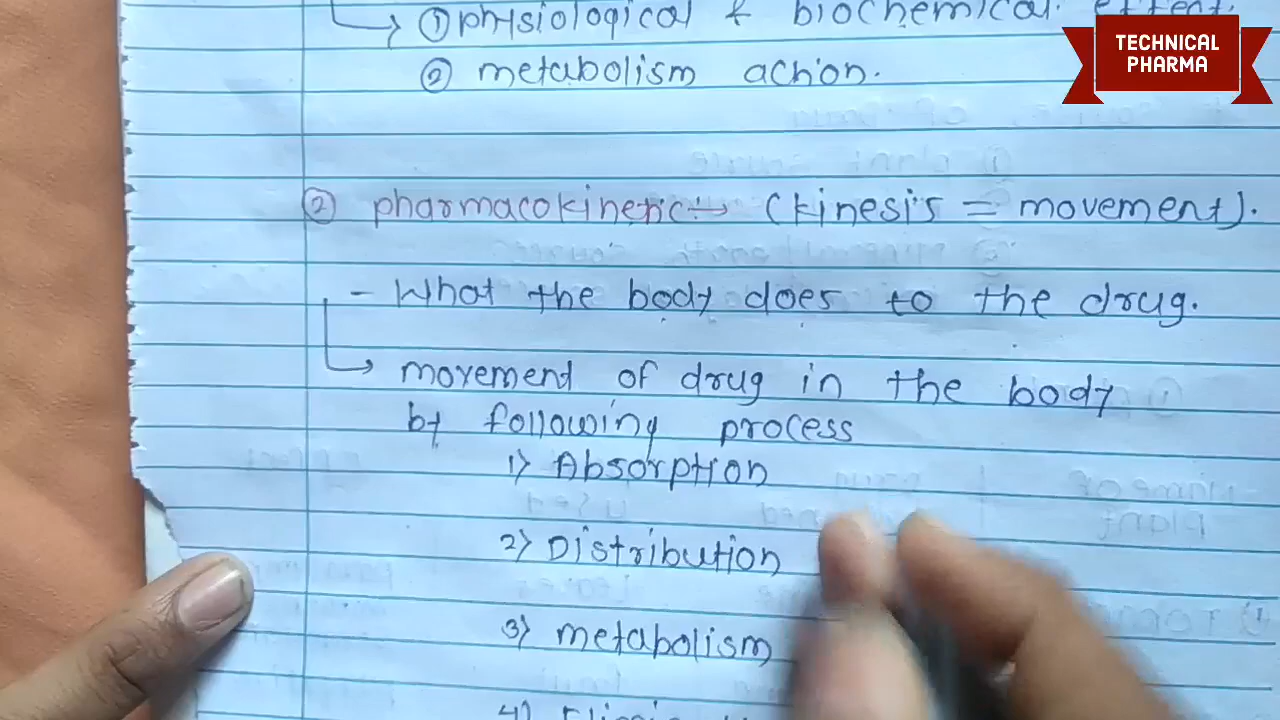 ① physiological & biochemical effect.
② metabolism action.
TECHNICAL
PHARMA
② pharmacokinetic :→ (kinesis = movement).
- What the body does to the drug.
→ movement of drug in the body
by following process
1) Absorption
2) Distribution
3) metabolism
4)